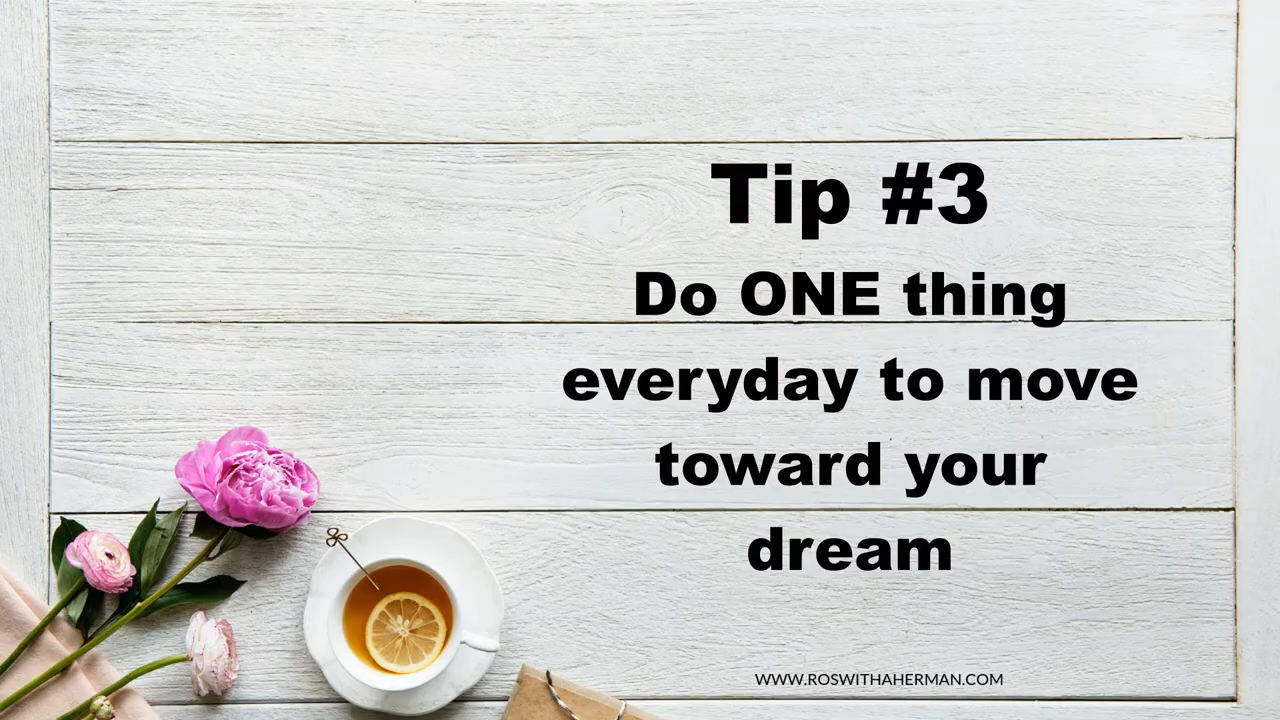 Tip #3
Do ONE thing
everyday to move
toward your
dream
WWW.ROSWITHAHERMAN.COM